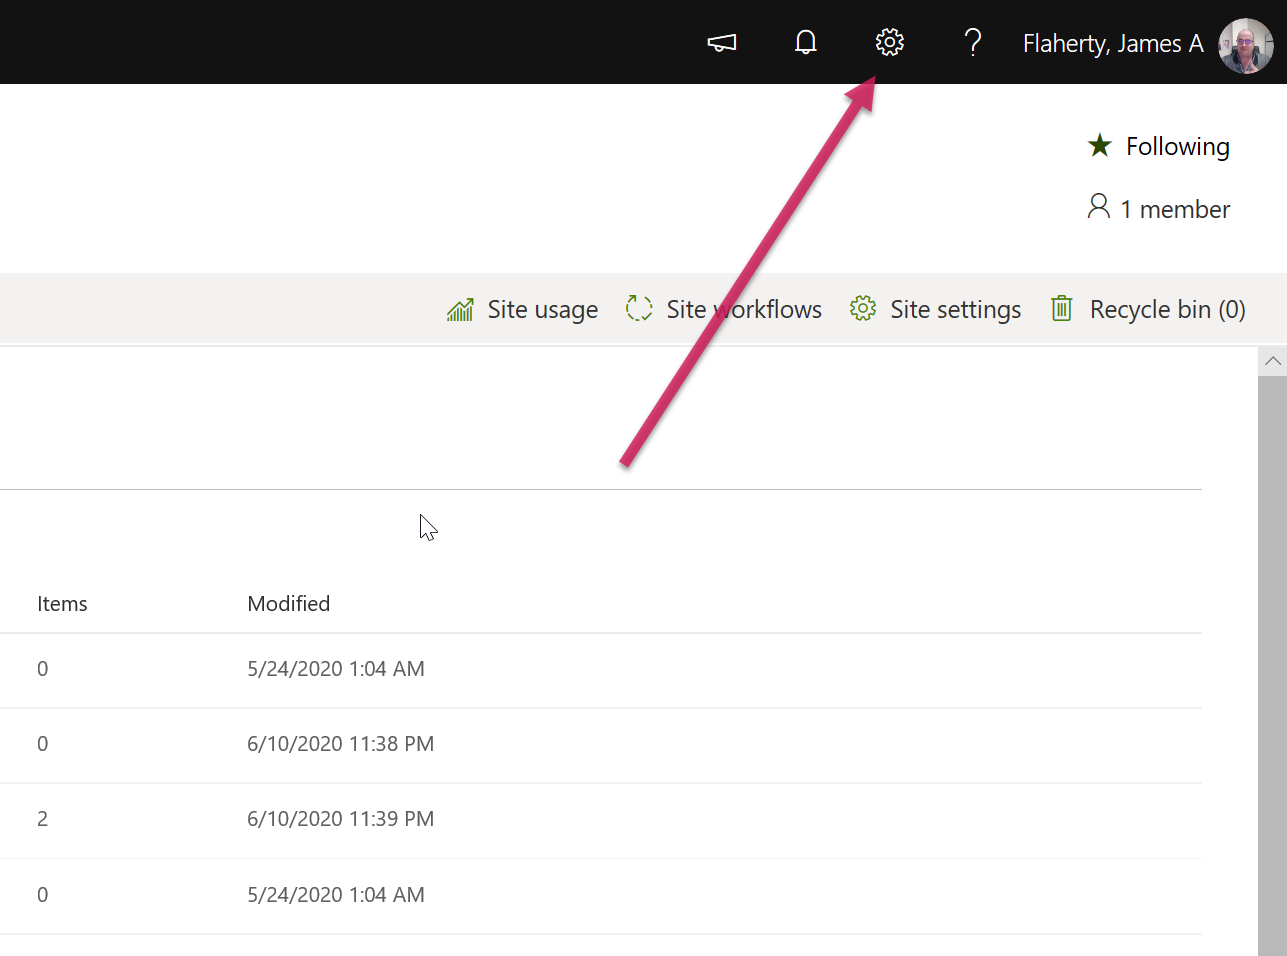 Flaherty, James A
Following
1 member
Site usage Site workflows Site settings Recycle bin (0)
Items Modified
0 5/24/2020 1:04 AM
0 6/10/2020 11:38 PM
2 6/10/2020 11:39 PM
0 5/24/2020 1:04 AM